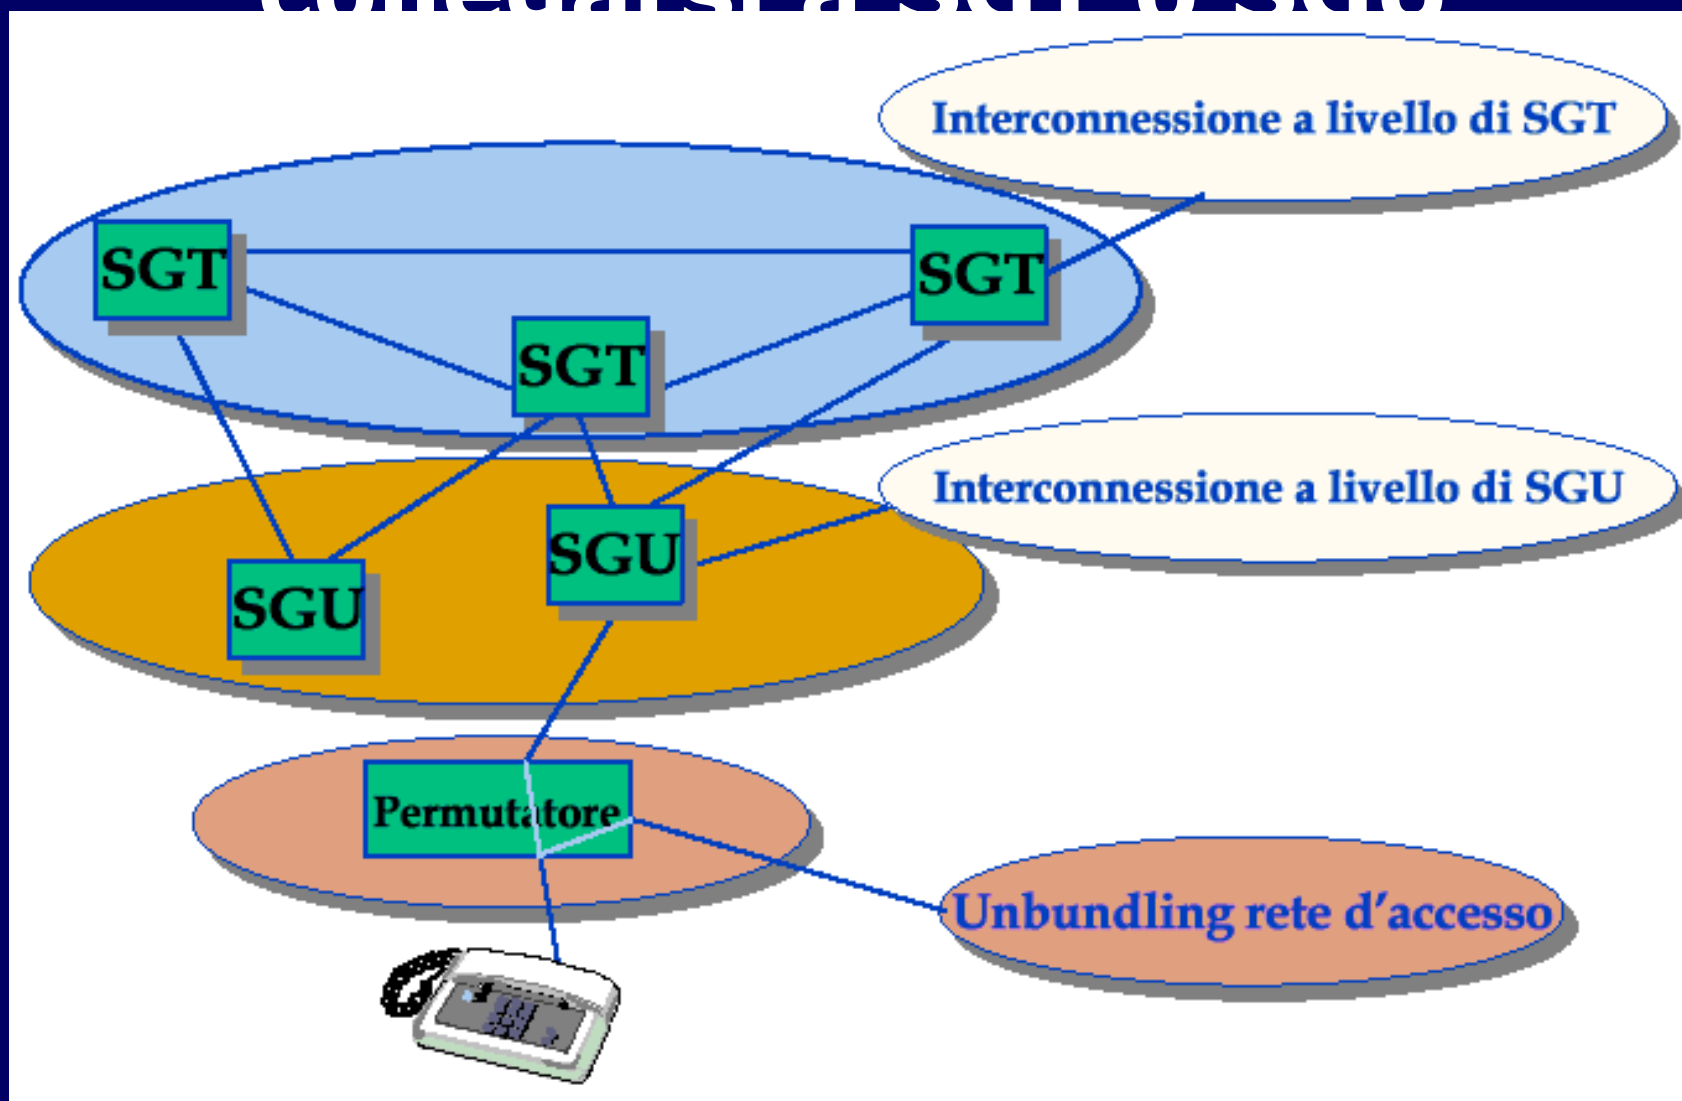 Interconnessione a livello di SGT
SGT
SGT
SGT
Interconnessione a livello di SGU
SGU
SGU
Permutatore
Unbundling rete d’accesso